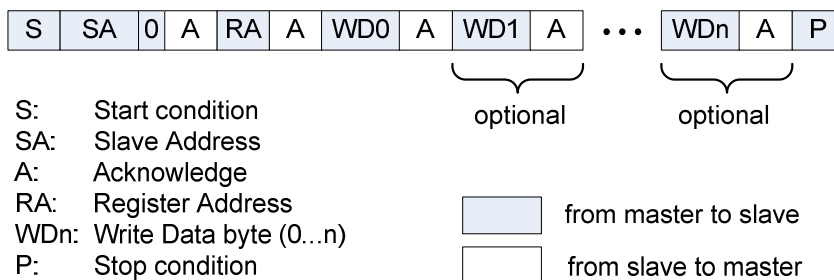 S SA 0 A RA A WD0 A WD1 A ••• WDn A P
optional optional
S: Start condition
SA: Slave Address
A: Acknowledge
RA: Register Address
WDn: Write Data byte (0...n)
P: Stop condition
from master to slave
from slave to master